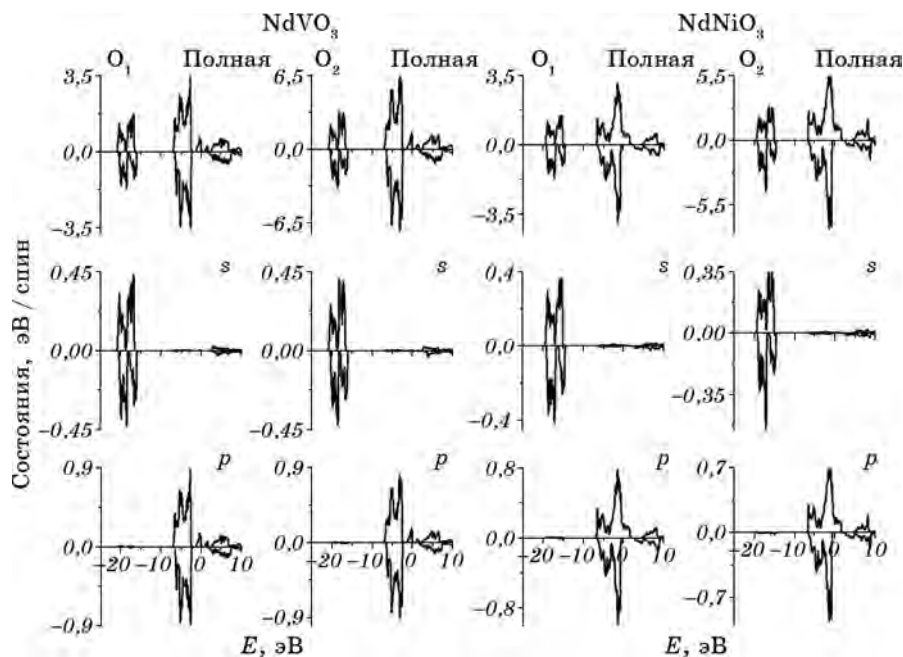 NdVO₃ NdNiO₃
O₁ Полная O₂ Полная O₁ Полная O₂ Полная
3,5 6,5 3,5 5,5
0,0 0,0 0,0 0,0
−3,5 −6,5 −3,5 −5,5
s s s s
0,45 0,45 0,4 0,35
0,00 0,00 0,0 0,00
−0,45 −0,45 −0,4 −0,35
p p p p
0,9 0,9 0,8 0,7
0,0 0,0 0,0 0,0
−20 −10 0 10 −20 −10 0 10 −20 −10 0 10 −20 −10 0 10
−0,9 −0,9 −0,8 −0,7
Состояния, эВ / спин
E, эВ E, эВ